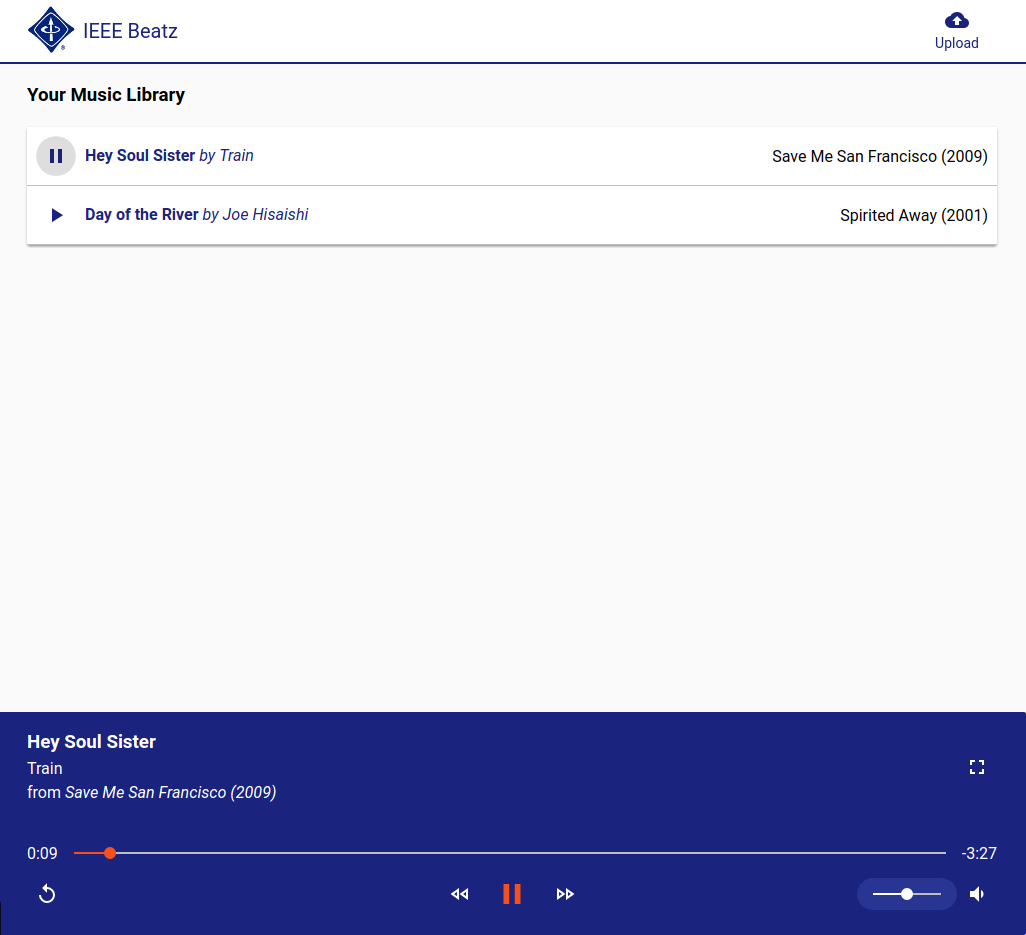 IEEE Beatz
Upload
Your Music Library
Hey Soul Sister by Train
Save Me San Francisco (2009)
Day of the River by Joe Hisaishi
Spirited Away (2001)
Hey Soul Sister
Train
from Save Me San Francisco (2009)
0:09
-3:27